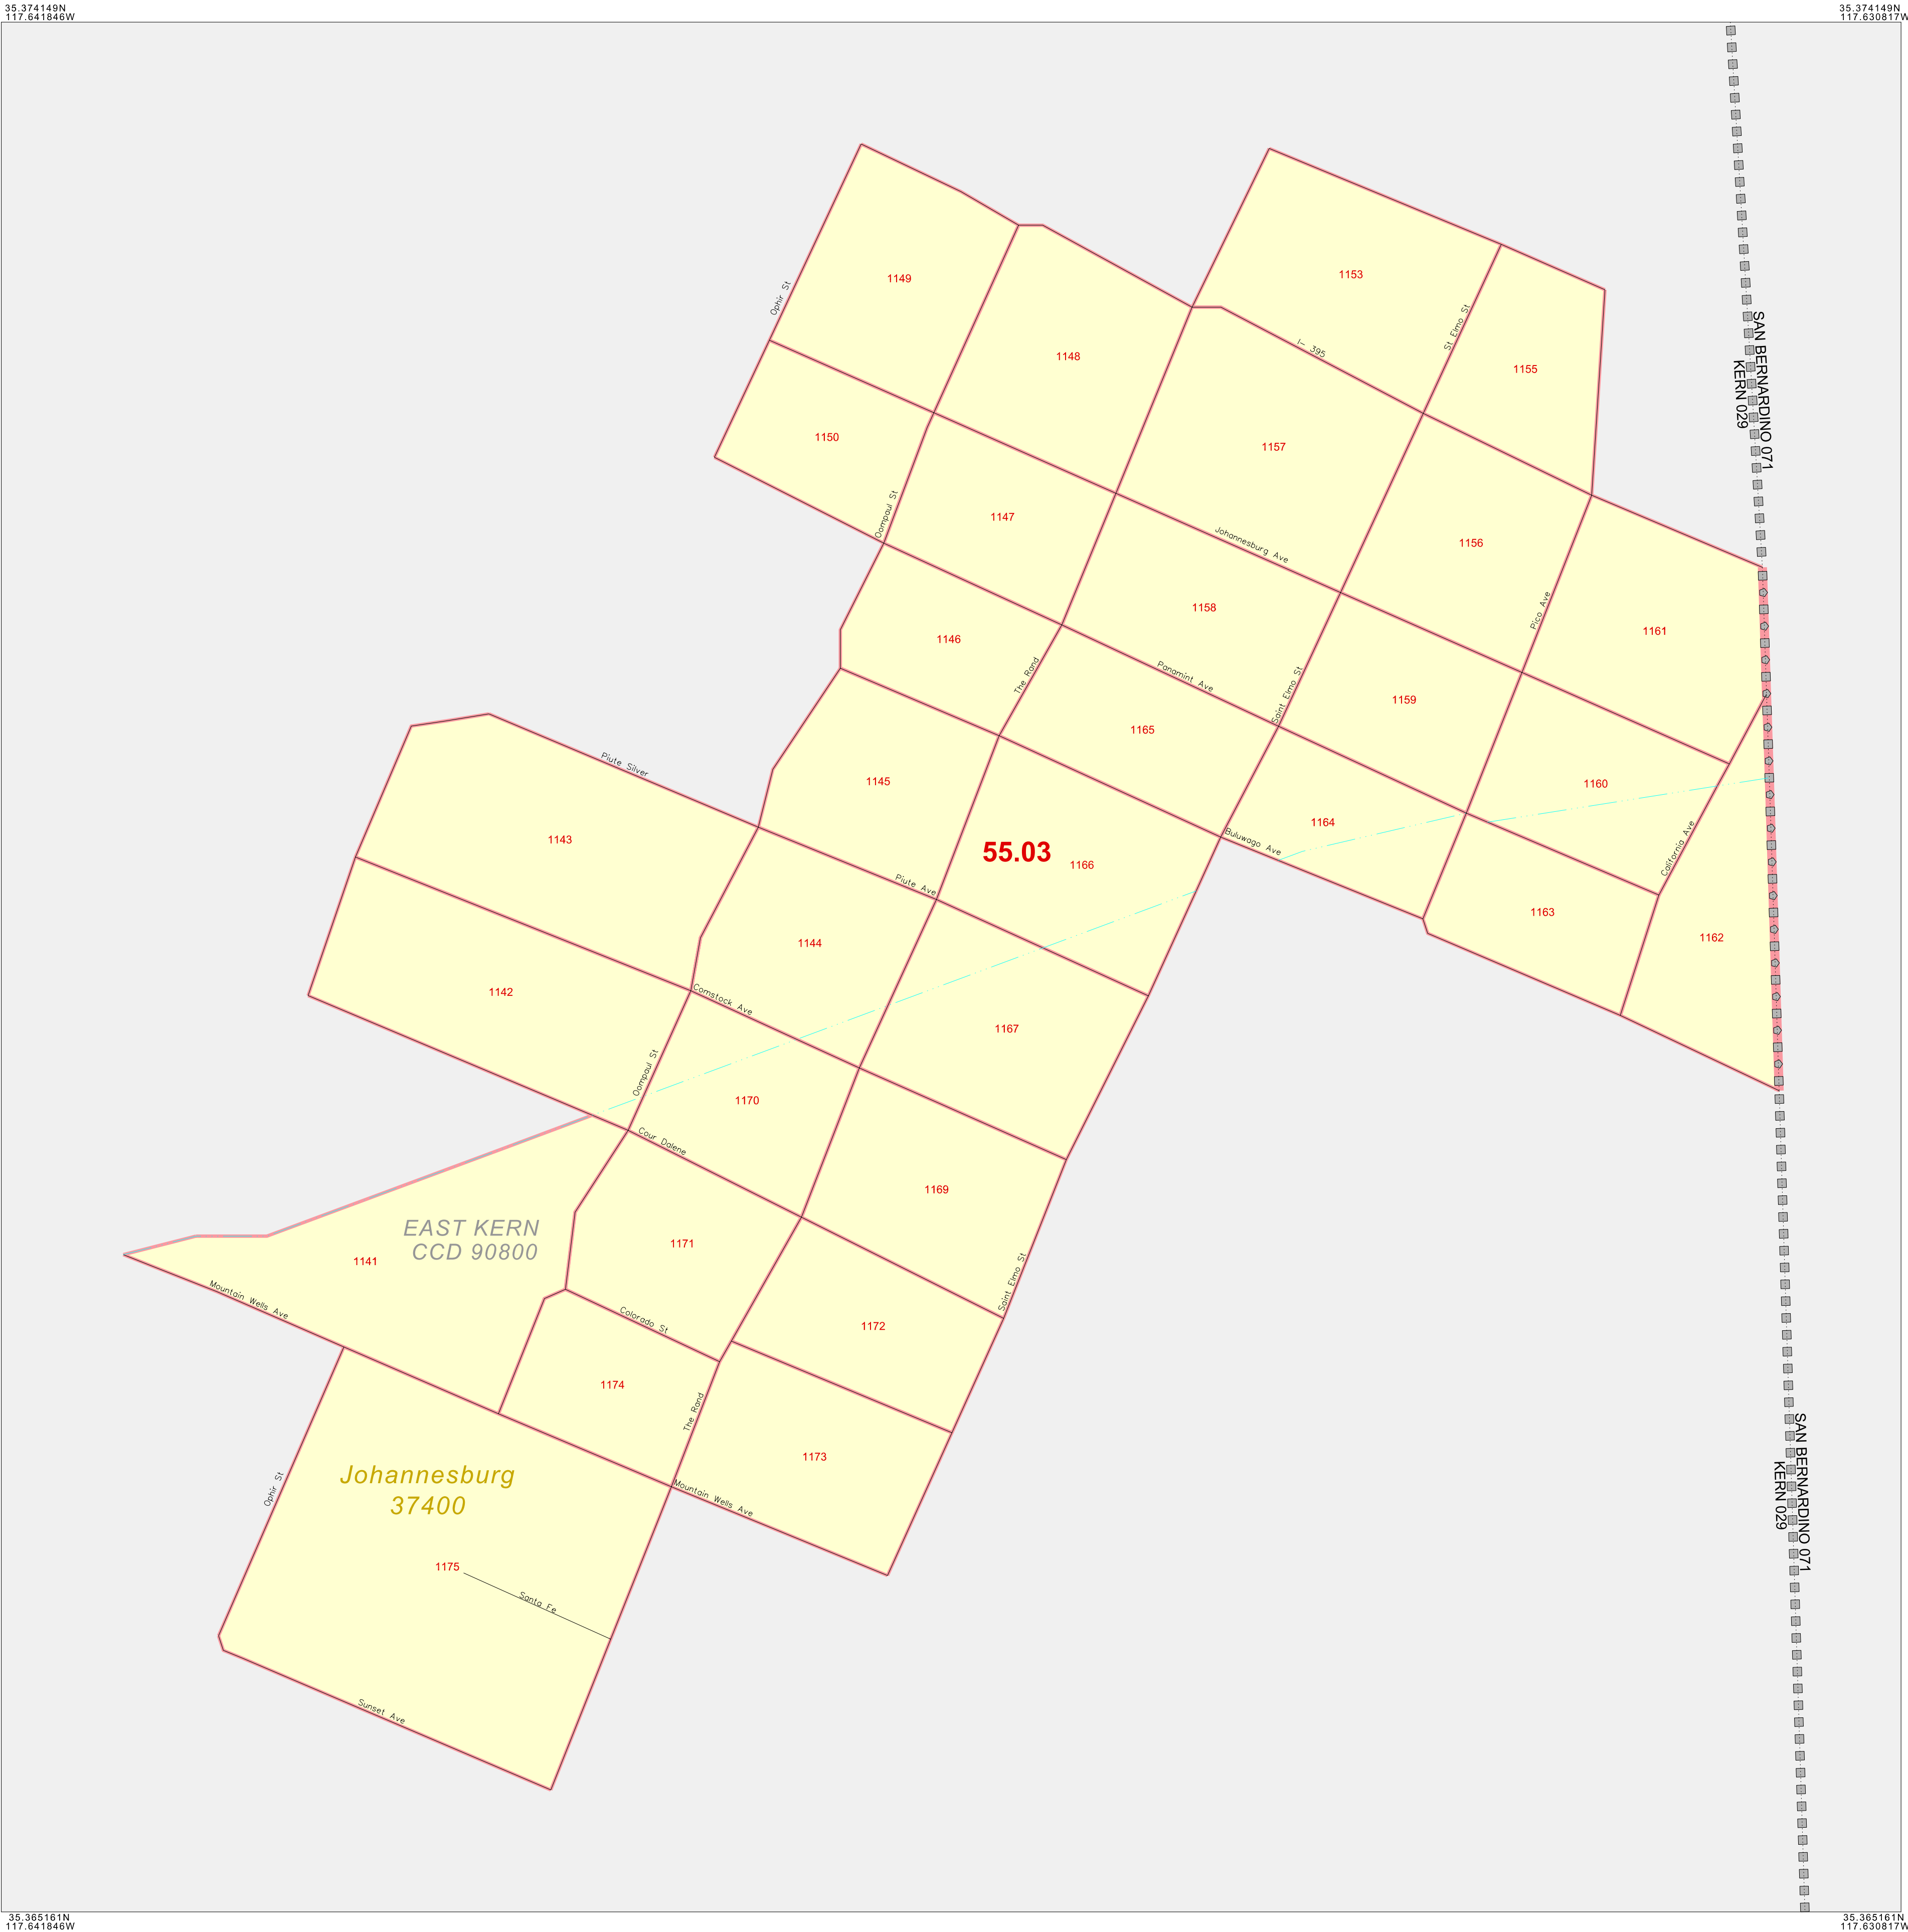 35.374149N
117.641846W
35.374149N
117.630817W
1153
1149
Ophir St
St Elmo St
SAN BERNARDINO 071
KERN 029
I- 395
1148
1155
1150
1157
Oompaul St
1147
Johannesburg Ave
1156
1158
Pico Ave
1161
1146
The Rand
Panamint Ave
Saint Elmo St
1159
1165
Piute Silver
1145
1160
1164
1143
Buluwago Ave
California Ave
55.03
1166
Piute Ave
1163
1144
1162
1142
Comstock Ave
1167
Oompaul St
1170
Cour Dalene
1169
EAST KERN
CCD 90800
1171
1141
Mountain Wells Ave
Saint Elmo St
Colorado St
1172
1174
The Rand
SAN BERNARDINO 071
KERN 029
1173
Johannesburg
37400
Ophir St
Mountain Wells Ave
1175
Santa Fe
Sunset Ave
35.365161N
117.641846W
35.365161N
117.630817W